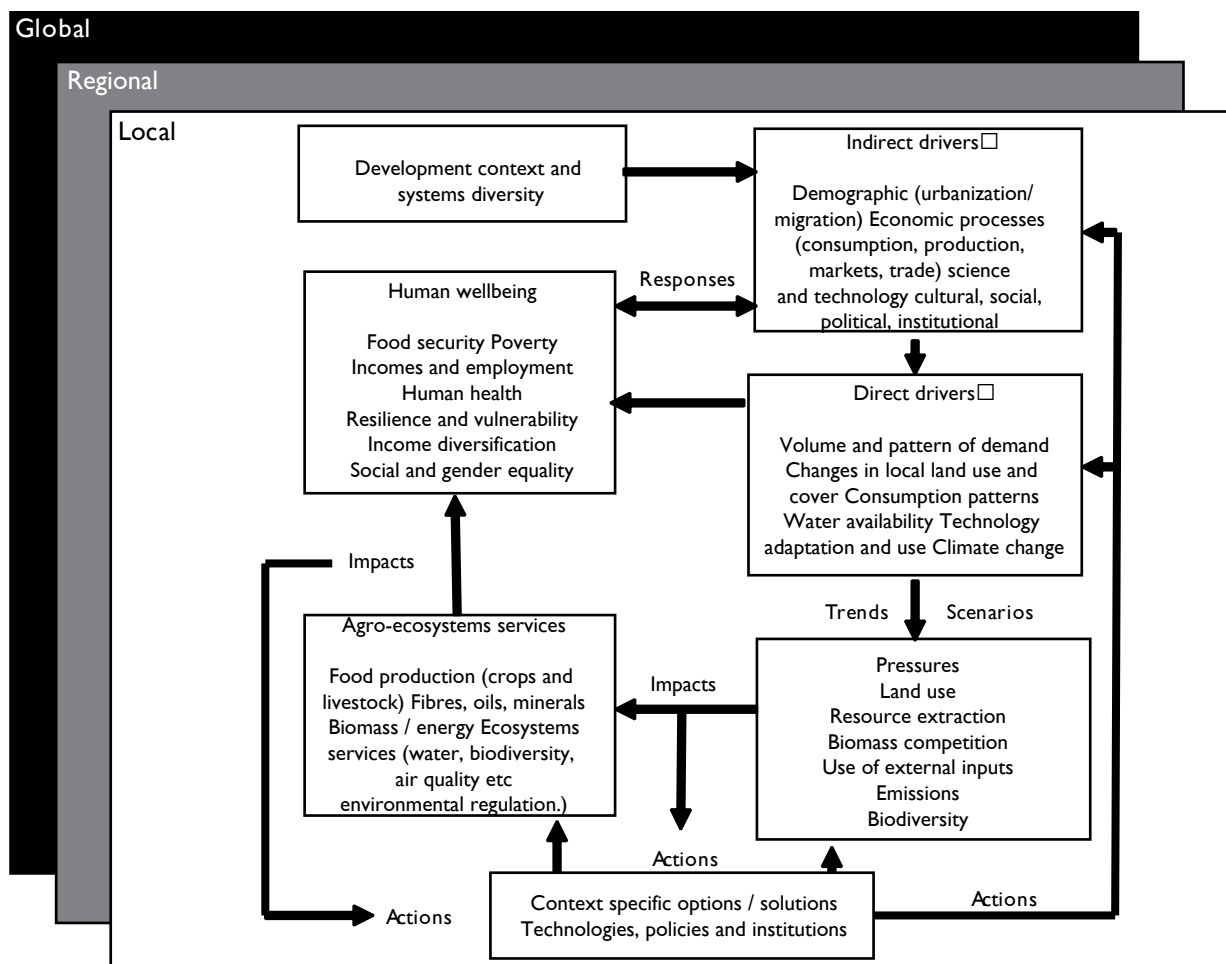 Global
Regional
Local
Development context and
systems diversity
Indirect drivers□
Demographic (urbanization/
migration) Economic processes
(consumption, production,
markets, trade) science
and technology cultural, social,
political, institutional
Responses
Human wellbeing
Food security Poverty
Incomes and employment
Human health
Resilience and vulnerability
Income diversification
Social and gender equality
Direct drivers□
Volume and pattern of demand
Changes in local land use and
cover Consumption patterns
Water availability Technology
adaptation and use Climate change
Impacts
Trends
Scenarios
Agro-ecosystems services
Food production (crops and
livestock) Fibres, oils, minerals
Biomass / energy Ecosystems
services (water, biodiversity,
air quality etc
environmental regulation.)
Impacts
Pressures
Land use
Resource extraction
Biomass competition
Use of external inputs
Emissions
Biodiversity
Actions
Actions
Context specific options / solutions
Technologies, policies and institutions
Actions